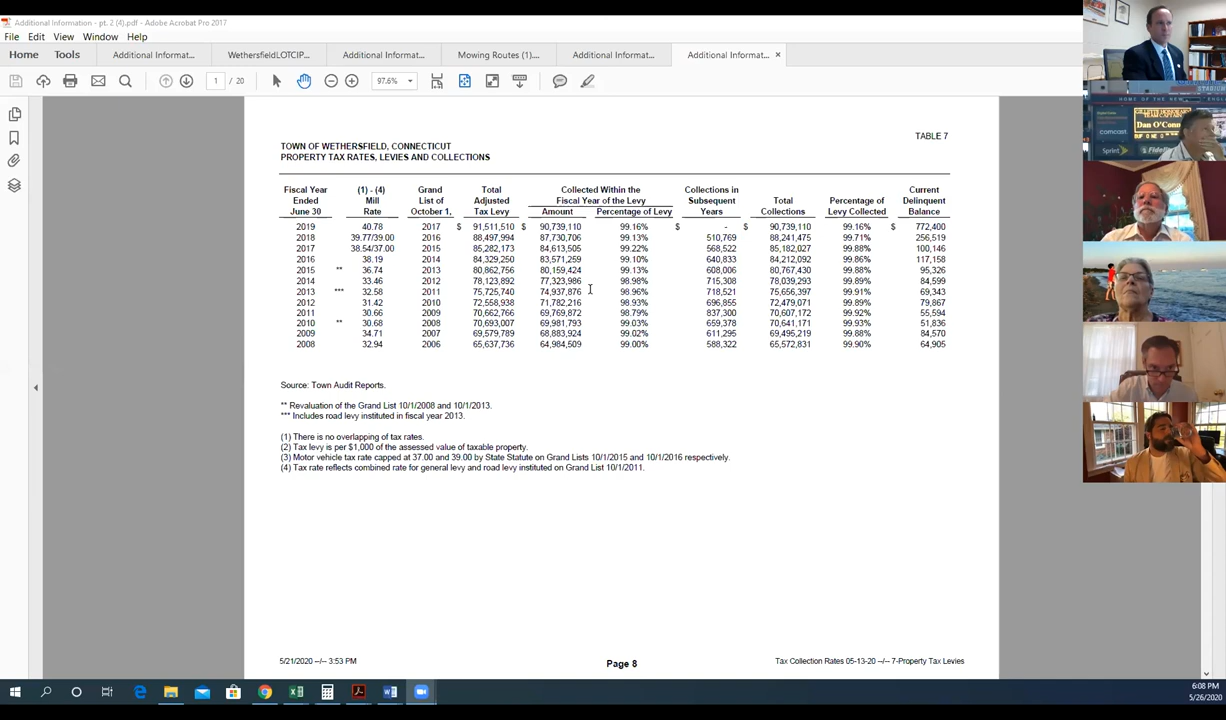 Additional Information - pt. 2 (4).pdf - Adobe Acrobat Pro 2017
File Edit View Window Help
Home Tools Additional Informat... WethersfieldLOTCIP... Additional Informat... Mowing Routes (1).... Additional Informat... Additional Informat... ×
1 / 20 97.6%
TABLE 7
TOWN OF WETHERSFIELD, CONNECTICUT
PROPERTY TAX RATES, LEVIES AND COLLECTIONS
Fiscal Year (1) - (4) Grand Total Collected Within the Collections in Current
Ended Mill List of Adjusted Fiscal Year of the Levy Subsequent Total Percentage of Delinquent
June 30 Rate October 1, Tax Levy Amount Percentage of Levy Years Collections Levy Collected Balance
2019 40.78 2017 $ 91,511,510 $ 90,739,110 99.16% $ - $ 90,739,110 99.16% $ 772,400
2018 39.77/39.00 2016 88,497,994 87,730,706 99.13% 510,769 88,241,475 99.71% 256,519
2017 38.54/37.00 2015 85,282,173 84,613,505 99.22% 568,522 85,182,027 99.88% 100,146
2016 38.19 2014 84,329,250 83,571,259 99.10% 640,833 84,212,092 99.86% 117,158
2015 ** 36.74 2013 80,862,756 80,159,424 99.13% 608,006 80,767,430 99.88% 95,326
2014 33.46 2012 78,123,892 77,323,986 98.98% 715,308 78,039,293 99.89% 84,599
2013 *** 32.58 2011 75,725,740 74,937,876 98.96% 718,521 75,656,397 99.91% 69,343
2012 31.42 2010 72,558,938 71,782,216 98.93% 696,855 72,479,071 99.89% 79,867
2011 30.66 2009 70,662,766 69,769,872 98.79% 837,300 70,607,172 99.92% 55,594
2010 ** 30.68 2008 70,693,007 69,981,793 99.03% 659,378 70,641,171 99.93% 51,836
2009 34.71 2007 69,579,789 68,883,924 99.02% 611,295 69,495,219 99.88% 84,570
2008 32.94 2006 65,637,736 64,984,509 99.00% 588,322 65,572,831 99.90% 64,905
Source: Town Audit Reports.
** Revaluation of the Grand List 10/1/2008 and 10/1/2013.
*** Includes road levy instituted in fiscal year 2013.
(1) There is no overlapping of tax rates.
(2) Tax levy is per $1,000 of the assessed value of taxable property.
(3) Motor vehicle tax rate capped at 37.00 and 39.00 by State Statute on Grand Lists 10/1/2015 and 10/1/2016 respectively.
(4) Tax rate reflects combined rate for general levy and road levy instituted on Grand List 10/1/2011.
5/21/2020 --/-- 3:53 PM Page 8 Tax Collection Rates 05-13-20 --/-- 7-Property Tax Levies
STADIUM
HOME OF THE NEW ENGL
TEAM CAPTAIN
Dan O'Conn
comcast
Sprint
Fidelity
6:08 PM
5/26/2020